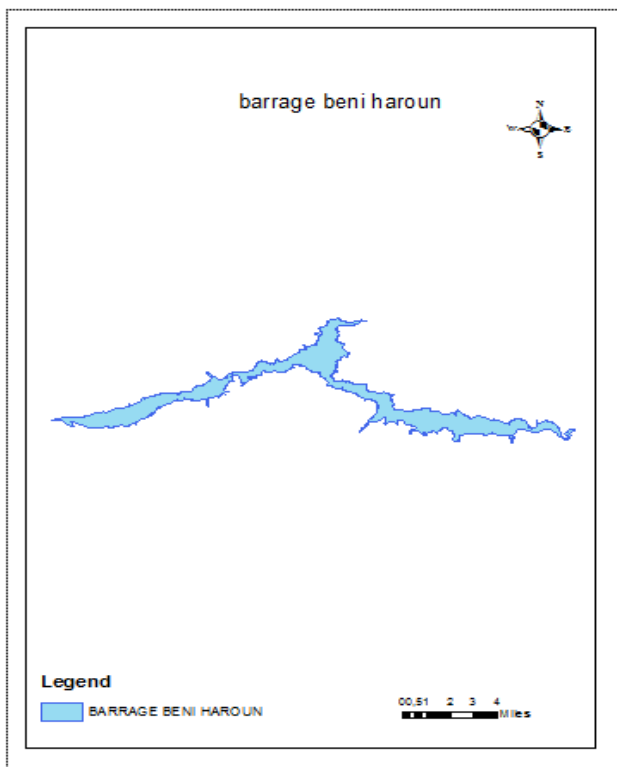 barrage beni haroun
N
W E
S
Legend
BARRAGE BENI HAROUN
00,51 2 3 4
Miles